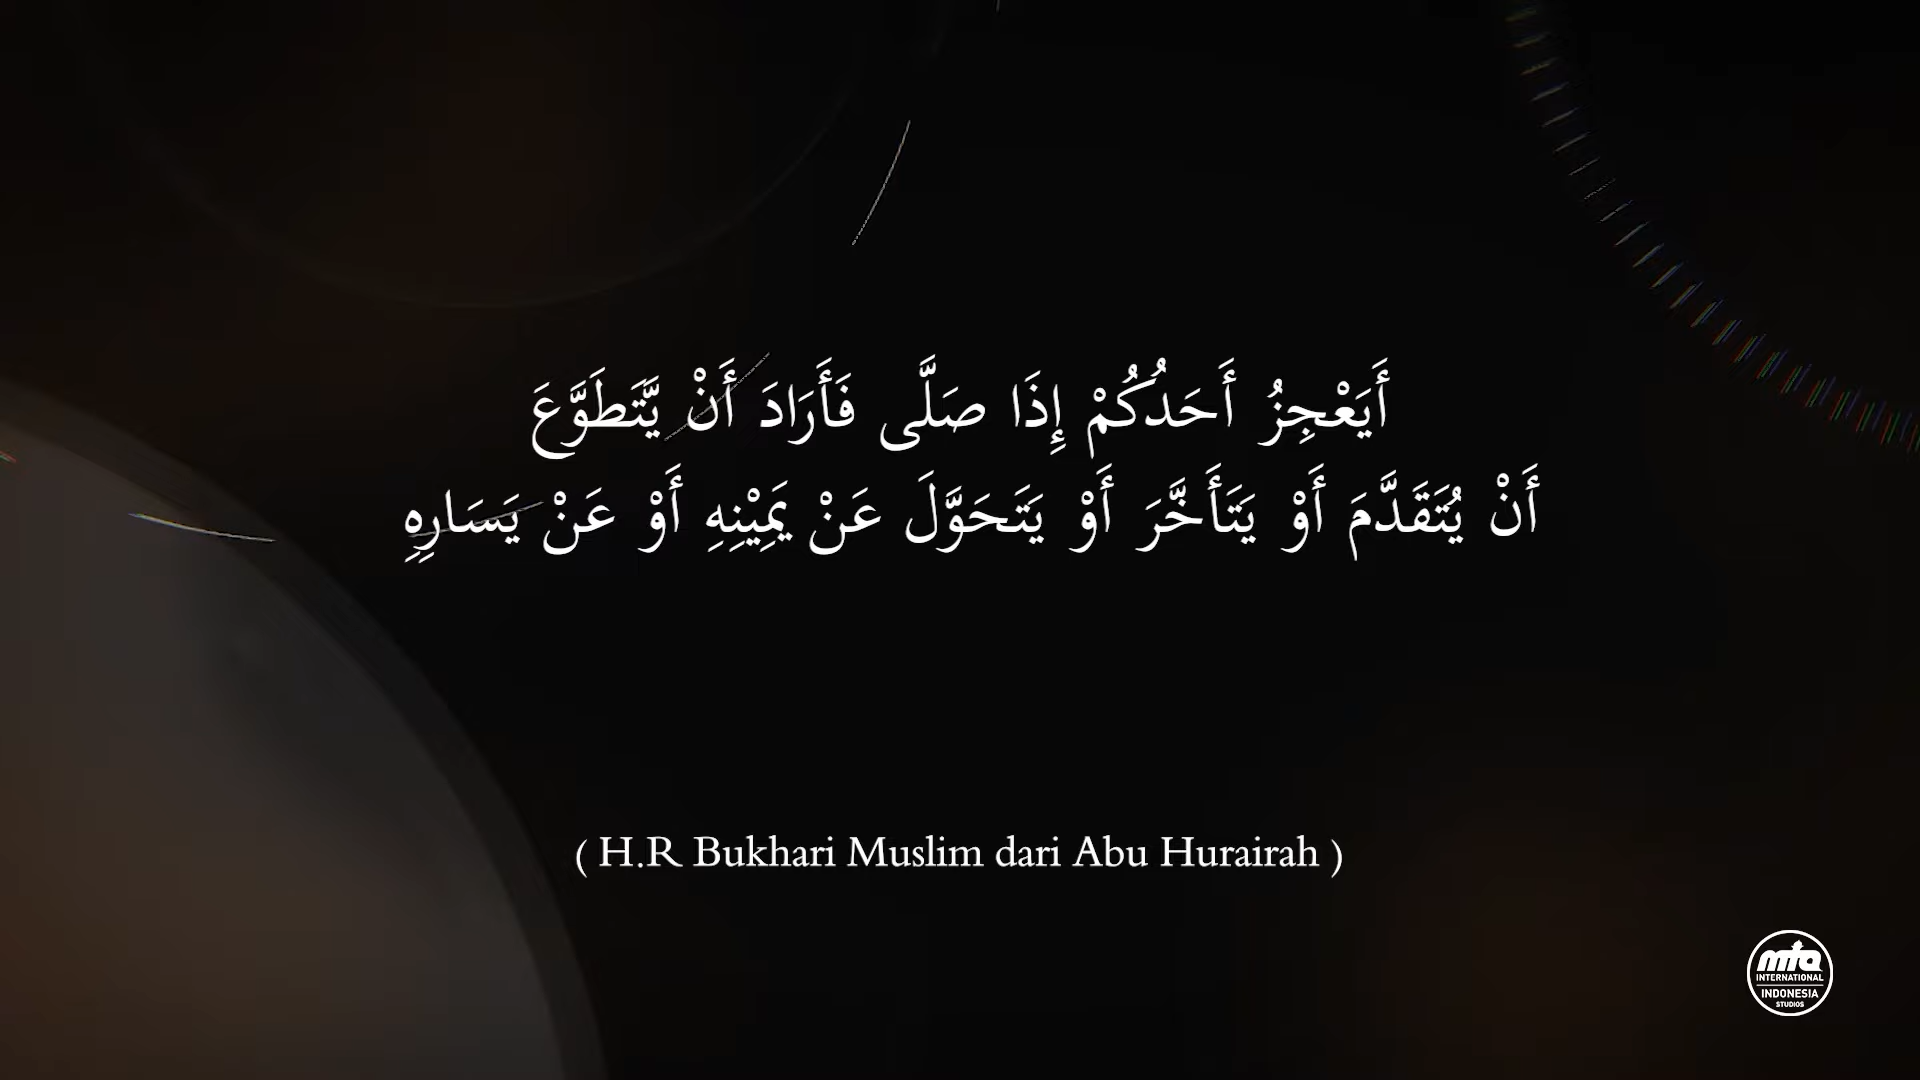 أَيَعْجِزُ أَحَدُكُمْ إِذَا صَلَّى فَأَرَادَ أَنْ يَّتَطَوَّعَ
أَنْ يُتَقَدَّمَ أَوْ يَتَأَخَّرَ أَوْ يَتَحَوَّلَ عَنْ يَمِيْنِهِ أَوْ عَنْ يَسَارِهِ
( H.R Bukhari Muslim dari Abu Hurairah )
mta
INTERNATIONAL
INDONESIA
STUDIOS